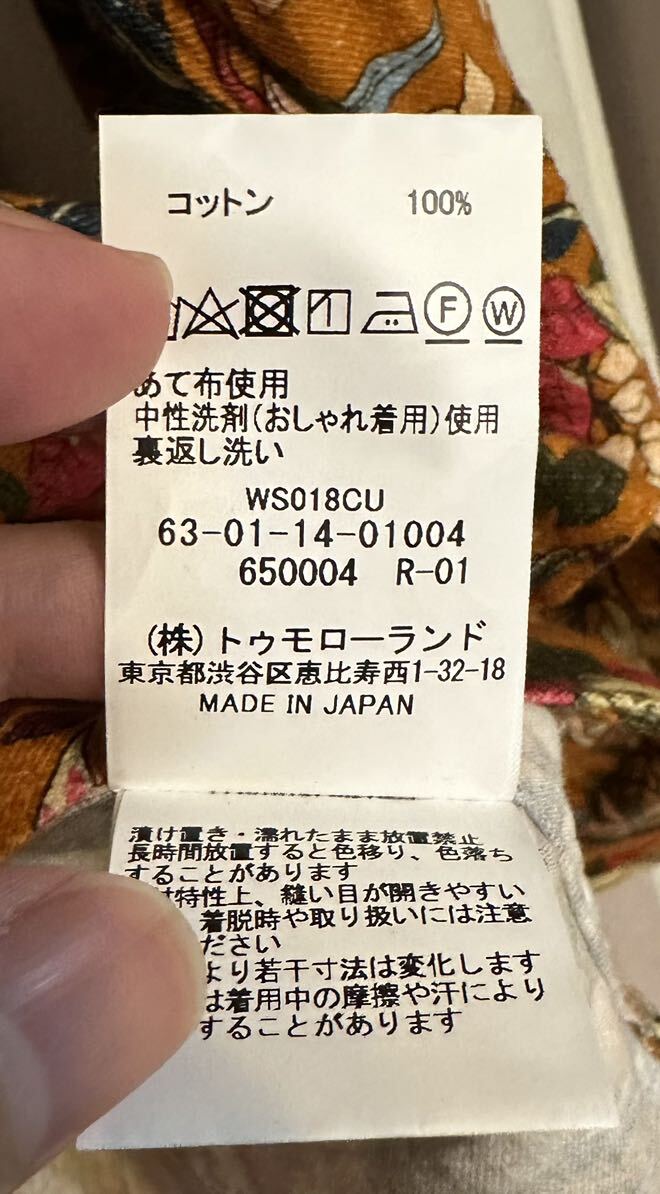 コットン 100%
F W
あて布使用
中性洗剤(おしゃれ着用)使用
裏返し洗い
WS018CU
63-01-14-01004
650004 R-01
(株)トゥモローランド
東京都渋谷区恵比寿西1-32-18
MADE IN JAPAN
漬け置き・濡れたまま放置禁止
長時間放置すると色移り、色落ち
することがあります
特性上、縫い目が開きやすい
着脱時や取り扱いには注意
ださい
より若干寸法は変化します
は着用中の摩擦や汗により
することがあります